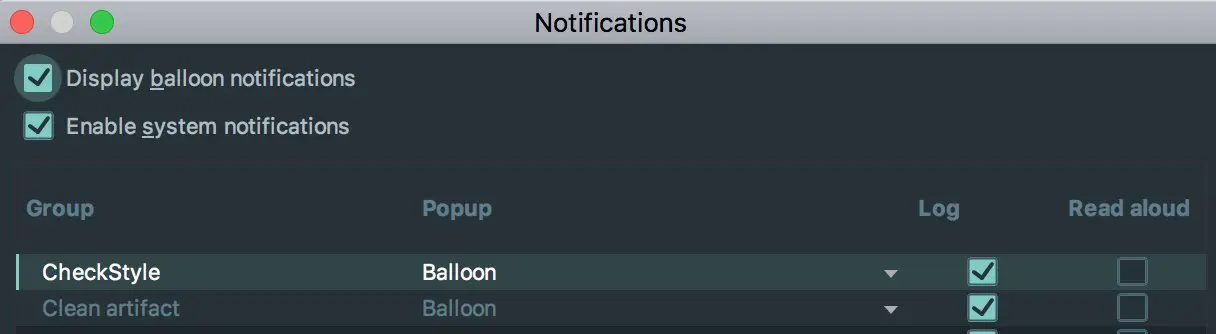 Notifications
Display balloon notifications
Enable system notifications
Group Popup Log Read aloud
CheckStyle Balloon
Clean artifact Balloon